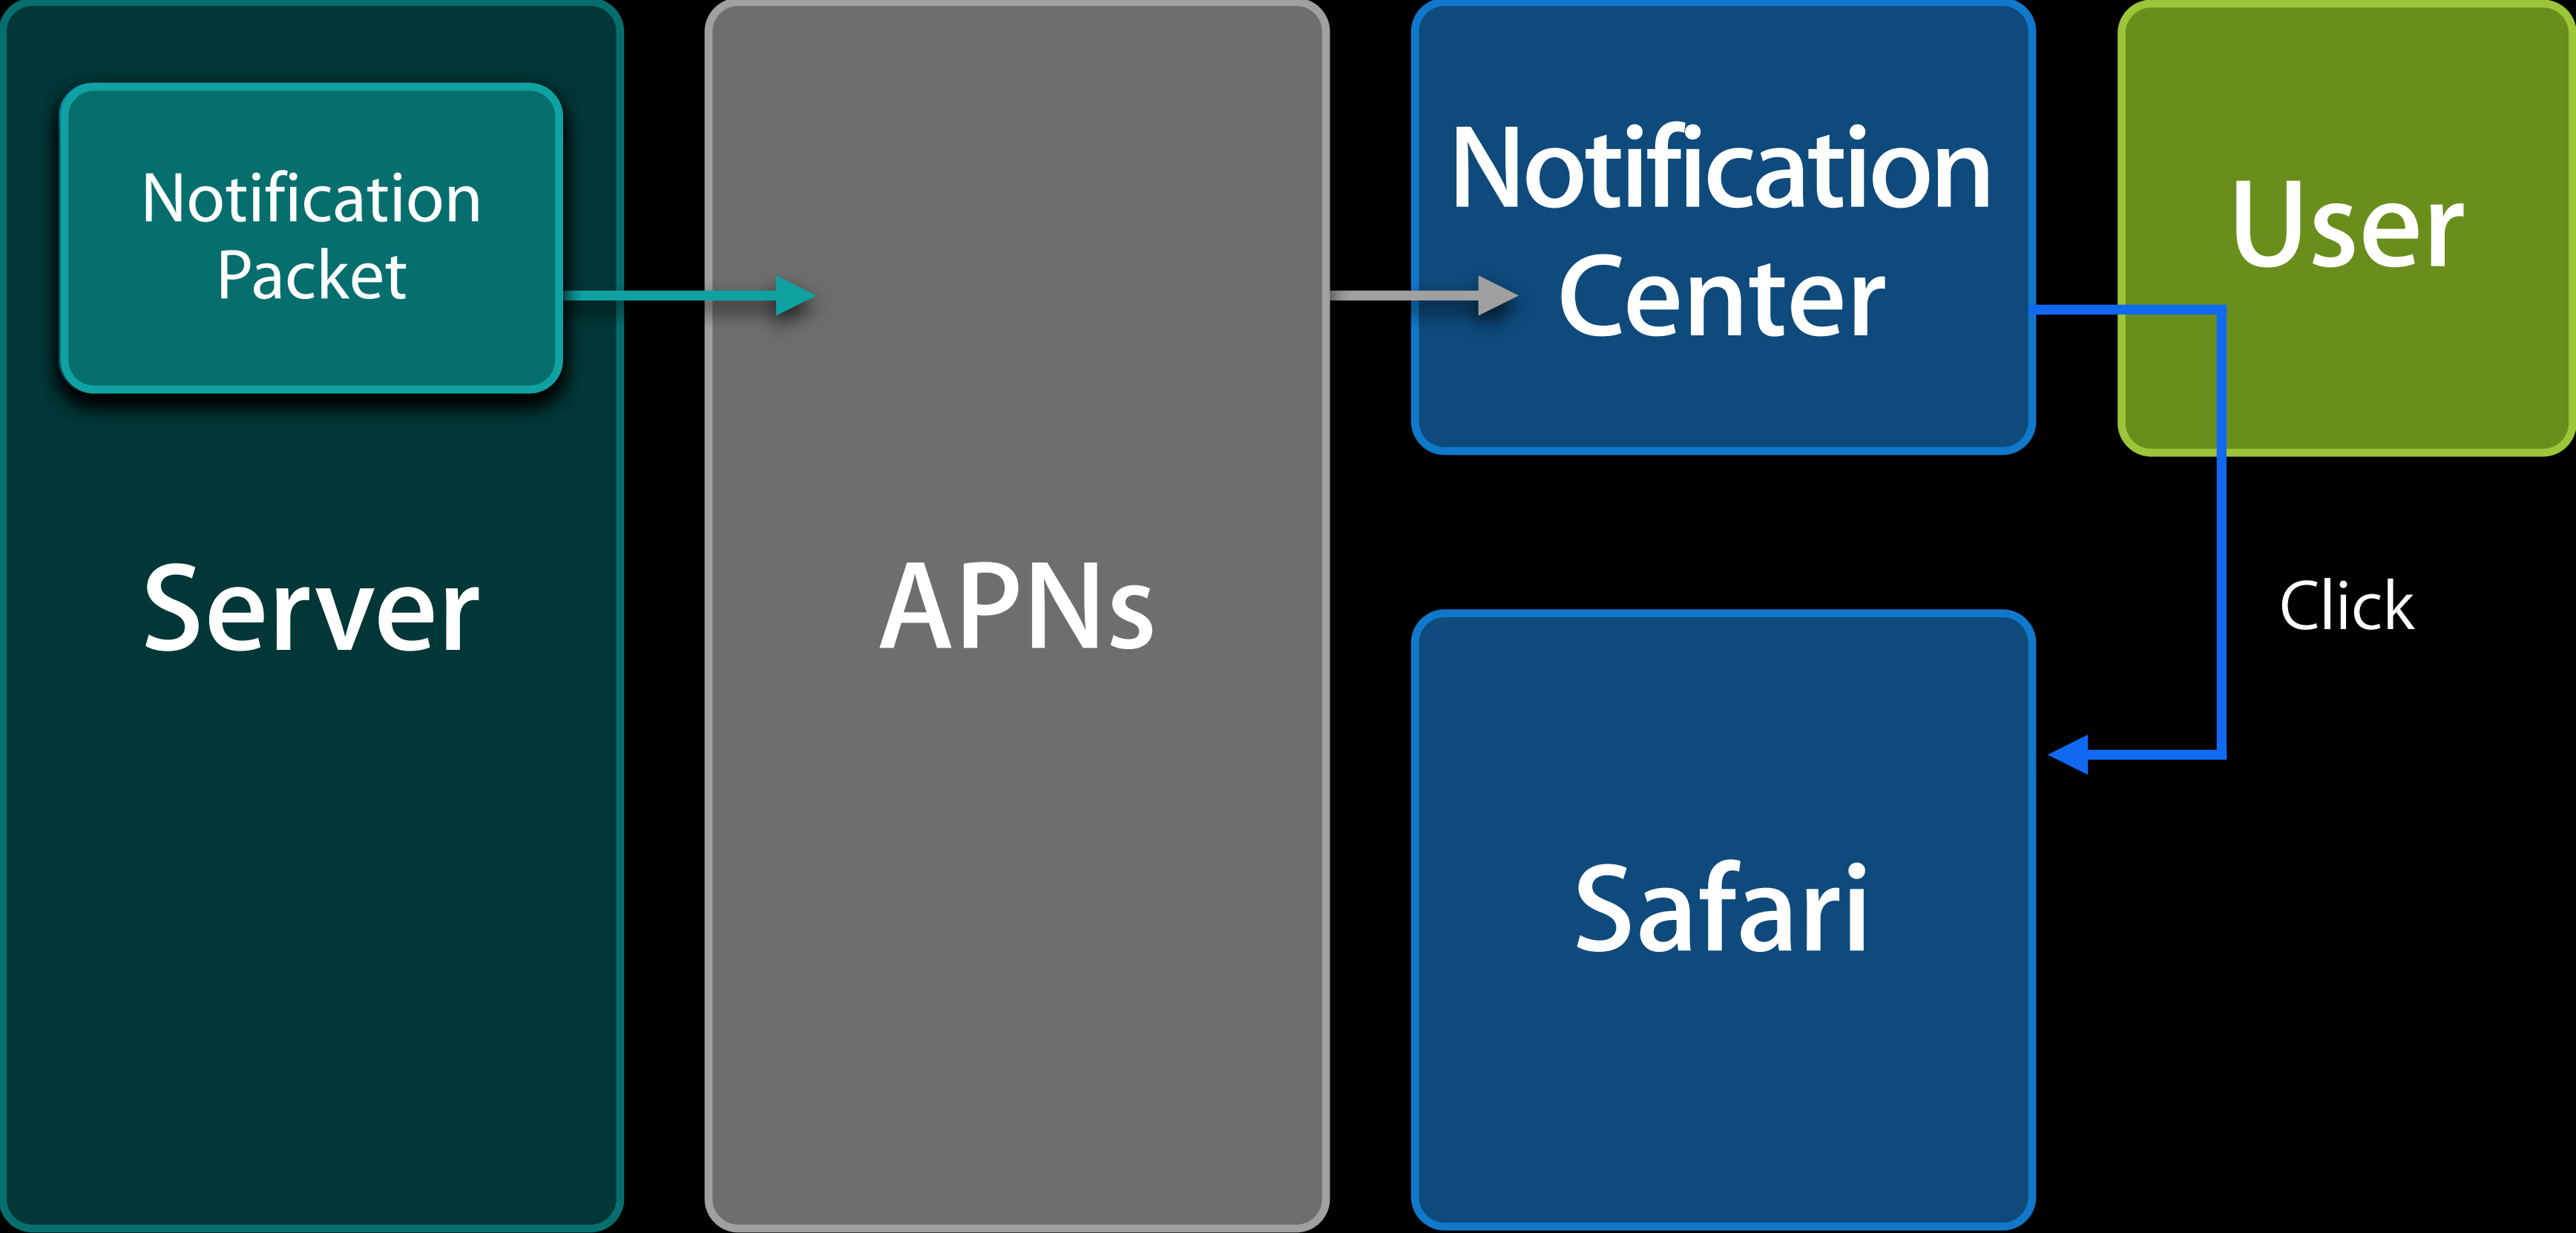 Notification
Packet
Server
APNs
Notification
Center
User
Click
Safari